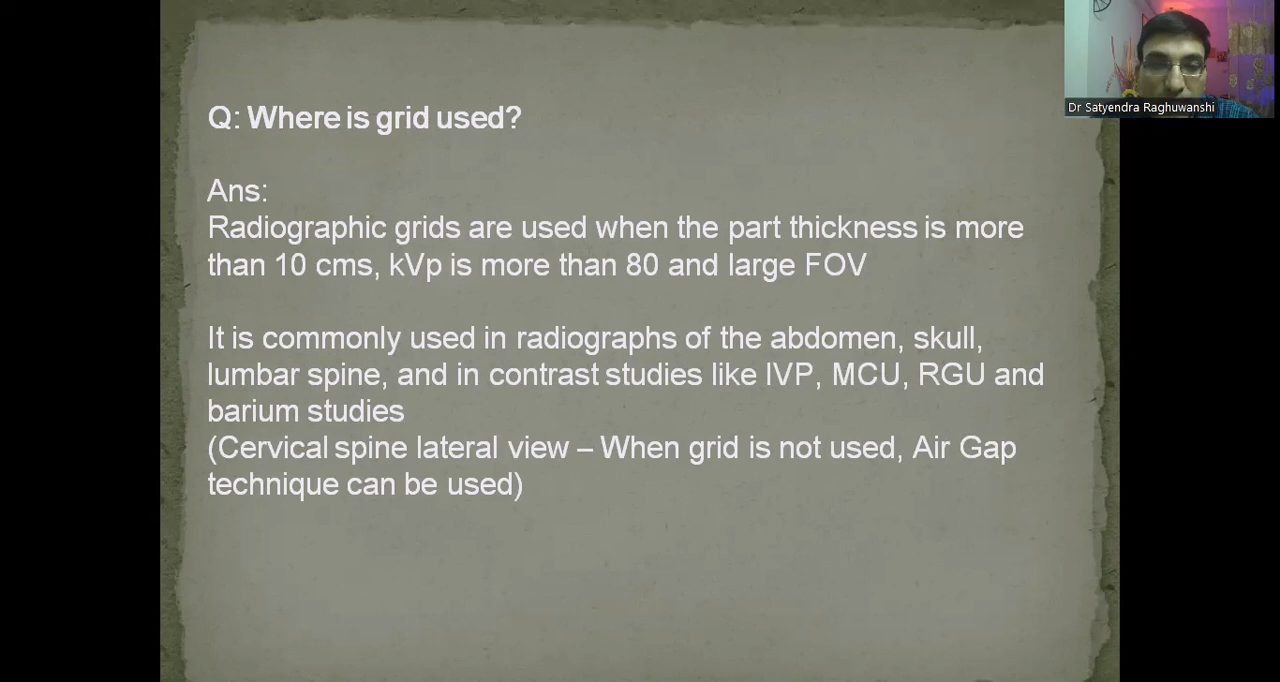 Q: Where is grid used?
Ans:
Radiographic grids are used when the part thickness is more
than 10 cms, kVp is more than 80 and large FOV
It is commonly used in radiographs of the abdomen, skull,
lumbar spine, and in contrast studies like IVP, MCU, RGU and
barium studies
(Cervical spine lateral view – When grid is not used, Air Gap
technique can be used)
Dr Satyendra Raghuwanshi